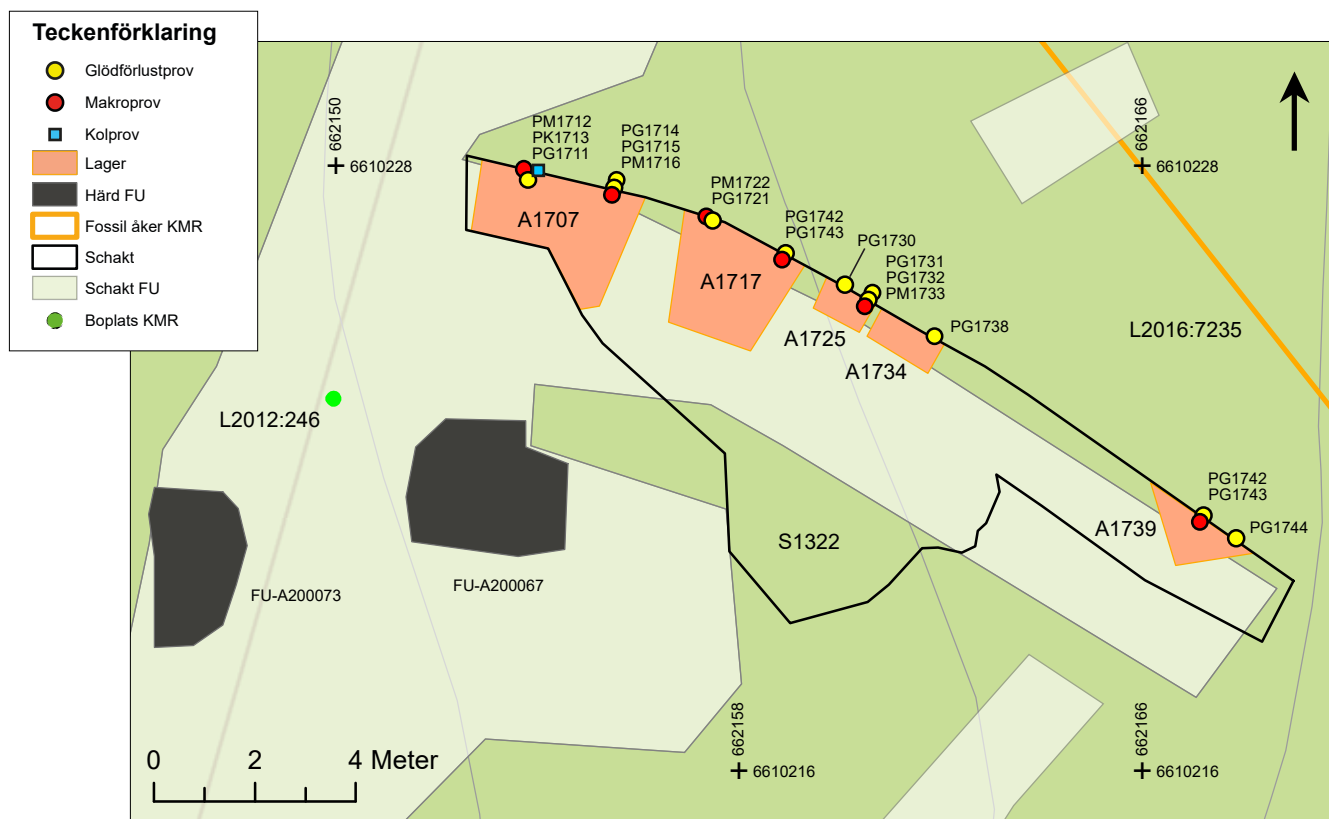 Teckenförklaring
Glödförlustprov
Makroprov
Kolprov
Lager
Härd FU
Fossil åker KMR
Schakt
Schakt FU
Boplats KMR
662150
6610228
662166
6610228
PM1712
PK1713
PG1711
PG1714
PG1715
PM1716
PM1722
PG1721
PG1742
PG1743
PG1730
PG1731
PG1732
PM1733
PG1738
A1707
A1717
A1725
A1734
L2016:7235
L2012:246
PG1742
PG1743
PG1744
A1739
S1322
FU-A200073
FU-A200067
662158
6610216
662166
6610216
0 2 4 Meter